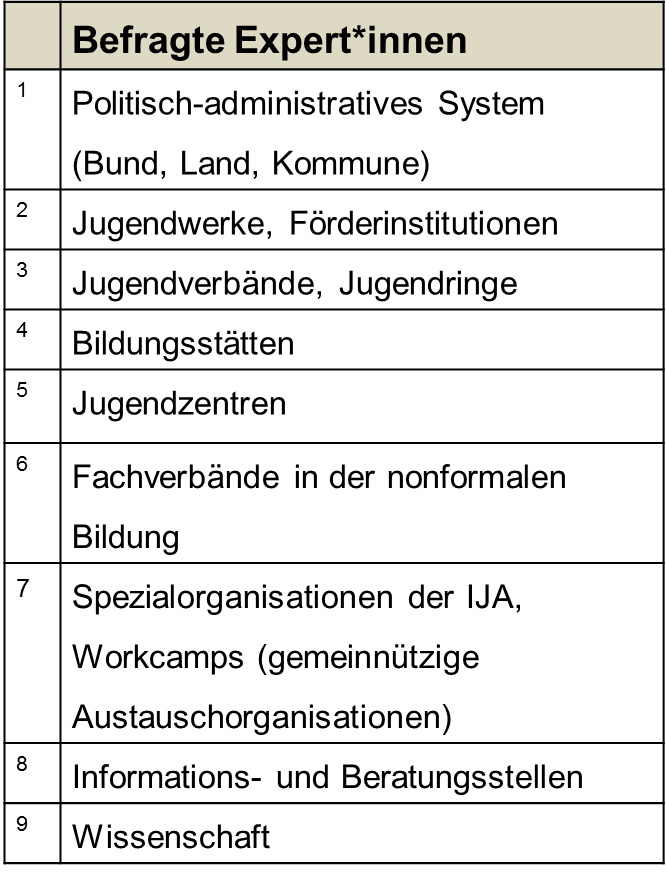 Befragte Expert*innen
1 Politisch-administratives System
(Bund, Land, Kommune)
2 Jugendwerke, Förderinstitutionen
3 Jugendverbände, Jugendringe
4 Bildungsstätten
5 Jugendzentren
6 Fachverbände in der nonformalen
Bildung
7 Spezialorganisationen der IJA,
Workcamps (gemeinnützige
Austauschorganisationen)
8 Informations- und Beratungsstellen
9 Wissenschaft